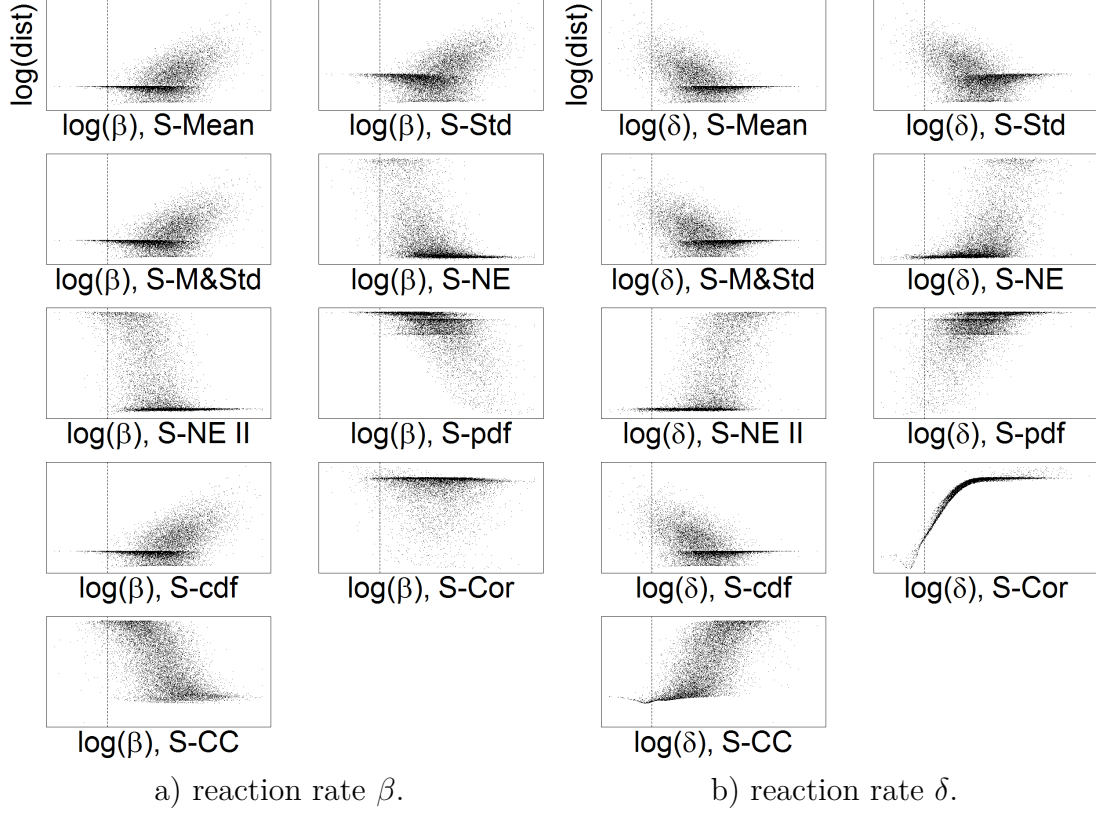 log(dist)
log(dist)
log(β), S-Mean
log(β), S-Std
log(δ), S-Mean
log(δ), S-Std
log(β), S-M&Std
log(β), S-NE
log(δ), S-M&Std
log(δ), S-NE
log(β), S-NE II
log(β), S-pdf
log(δ), S-NE II
log(δ), S-pdf
log(β), S-cdf
log(β), S-Cor
log(δ), S-cdf
log(δ), S-Cor
log(β), S-CC
log(δ), S-CC
a) reaction rate β.
b) reaction rate δ.